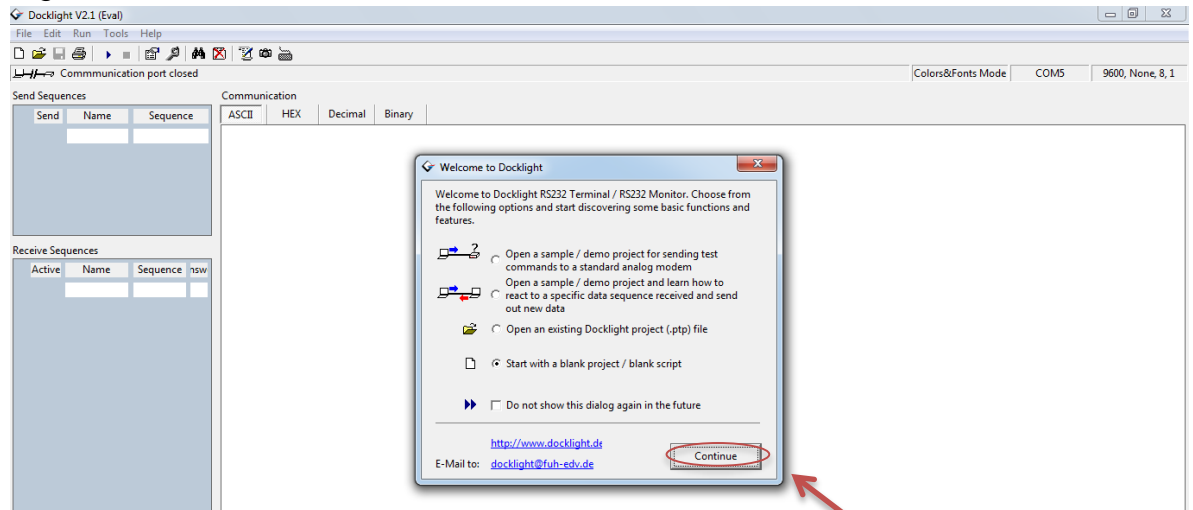 Docklight V2.1 (Eval)
File Edit Run Tools Help
Commmunication port closed
Colors&Fonts Mode COM5 9600, None, 8, 1
Send Sequences
Send Name Sequence
Communication
ASCII HEX Decimal Binary
Receive Sequences
Active Name Sequence nsw
Welcome to Docklight
Welcome to Docklight RS232 Terminal / RS232 Monitor. Choose from
the following options and start discovering some basic functions and
features.
Open a sample / demo project for sending test
commands to a standard analog modem
Open a sample / demo project and learn how to
react to a specific data sequence received and send
out new data
Open an existing Docklight project (.ptp) file
Start with a blank project / blank script
Do not show this dialog again in the future
http://www.docklight.de
E-Mail to: docklight@fuh-edv.de
Continue